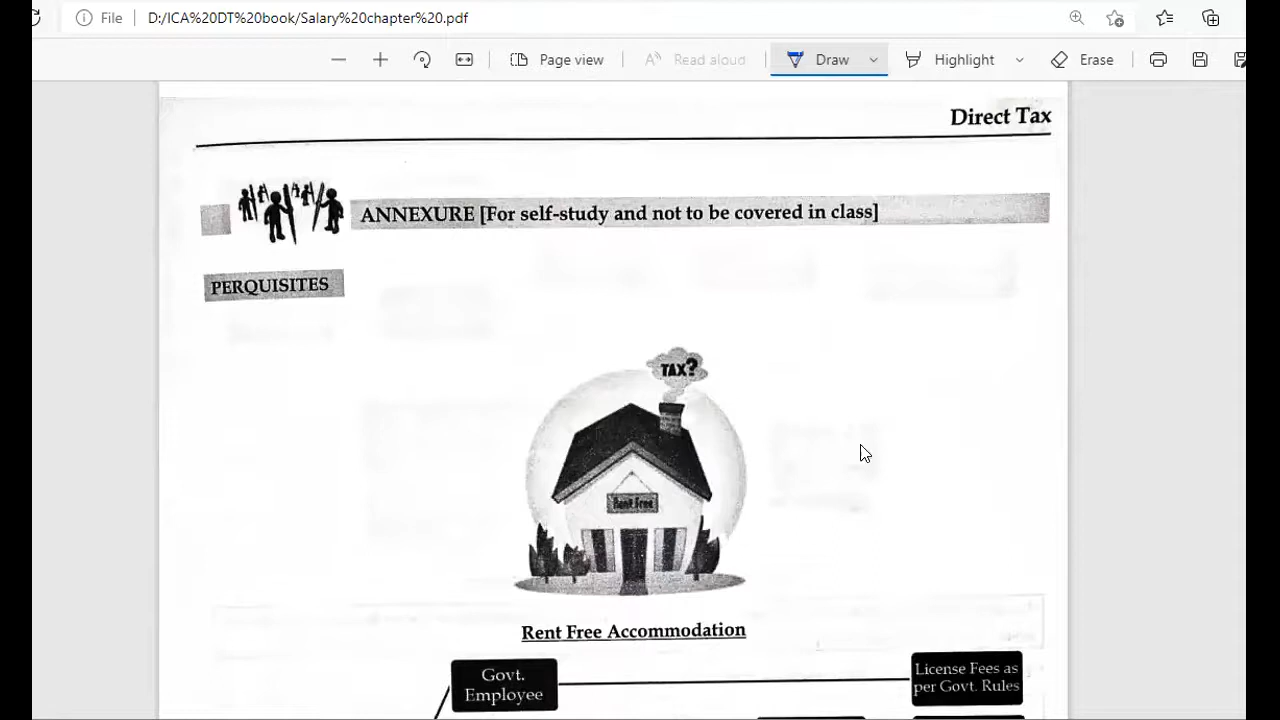 File
D:/ICA%20DT%20book/Salary%20chapter%20.pdf
Page view
Read aloud
Draw
Highlight
Erase
Direct Tax
ANNEXURE [For self-study and not to be covered in class]
PERQUISITES
TAX?
Rent Free
Rent Free Accommodation
Govt.
Employee
License Fees as
per Govt. Rules